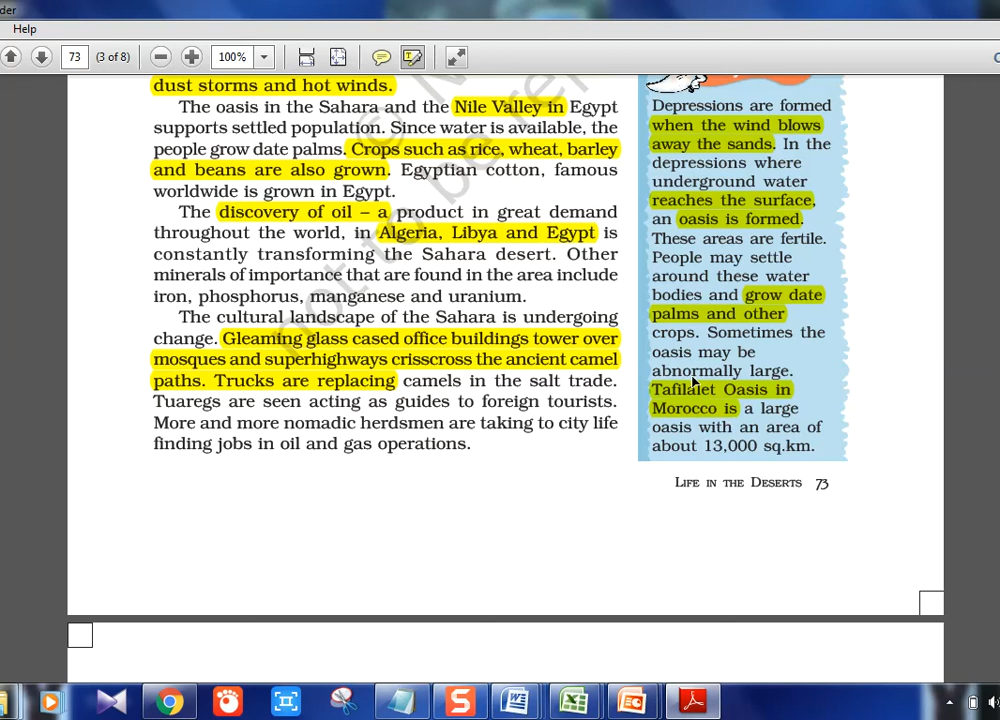 der
Help
73 (3 of 8) 100%
dust storms and hot winds.
The oasis in the Sahara and the Nile Valley in Egypt
supports settled population. Since water is available, the
people grow date palms. Crops such as rice, wheat, barley
and beans are also grown. Egyptian cotton, famous
worldwide is grown in Egypt.
The discovery of oil – a product in great demand
throughout the world, in Algeria, Libya and Egypt is
constantly transforming the Sahara desert. Other
minerals of importance that are found in the area include
iron, phosphorus, manganese and uranium.
The cultural landscape of the Sahara is undergoing
change. Gleaming glass cased office buildings tower over
mosques and superhighways crisscross the ancient camel
paths. Trucks are replacing camels in the salt trade.
Tuaregs are seen acting as guides to foreign tourists.
More and more nomadic herdsmen are taking to city life
finding jobs in oil and gas operations.
Depressions are formed
when the wind blows
away the sands. In the
depressions where
underground water
reaches the surface,
an oasis is formed.
These areas are fertile.
People may settle
around these water
bodies and grow date
palms and other
crops. Sometimes the
oasis may be
abnormally large.
Tafilalet Oasis in
Morocco is a large
oasis with an area of
about 13,000 sq.km.
LIFE IN THE DESERTS 73
not to be re